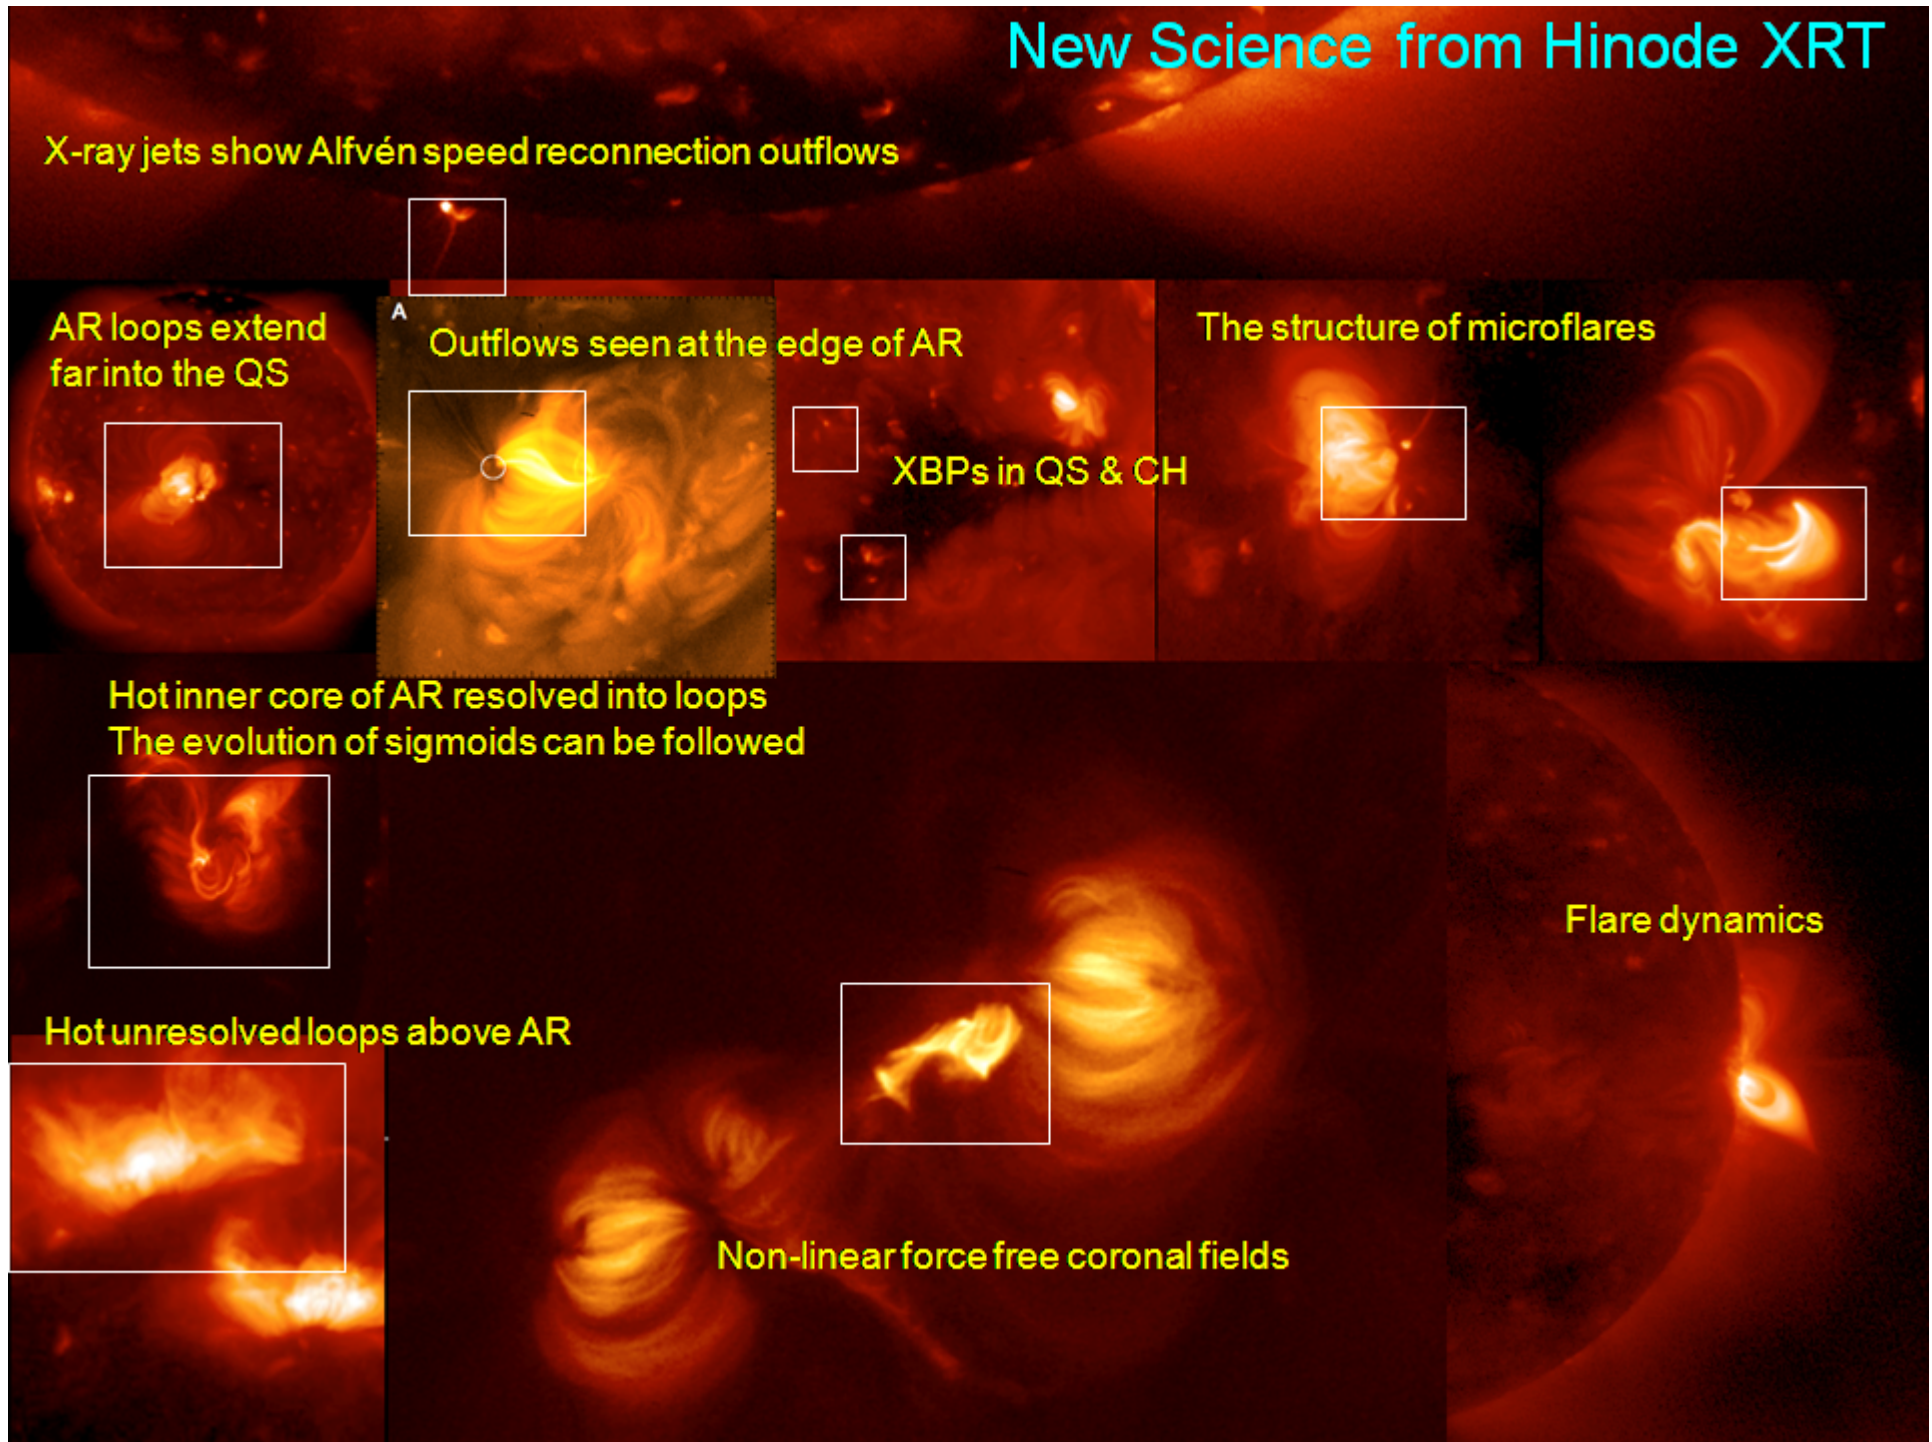 New Science from Hinode XRT
X-ray jets show Alfvén speed reconnection outflows
AR loops extend
far into the QS
A
Outflows seen at the edge of AR
XBPs in QS & CH
The structure of microflares
Hot inner core of AR resolved into loops
The evolution of sigmoids can be followed
Flare dynamics
Hot unresolved loops above AR
Non-linear force free coronal fields